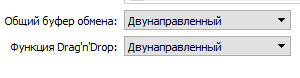 Общий буфер обмена: Двунаправленный
Функция Drag'n'Drop: Двунаправленный